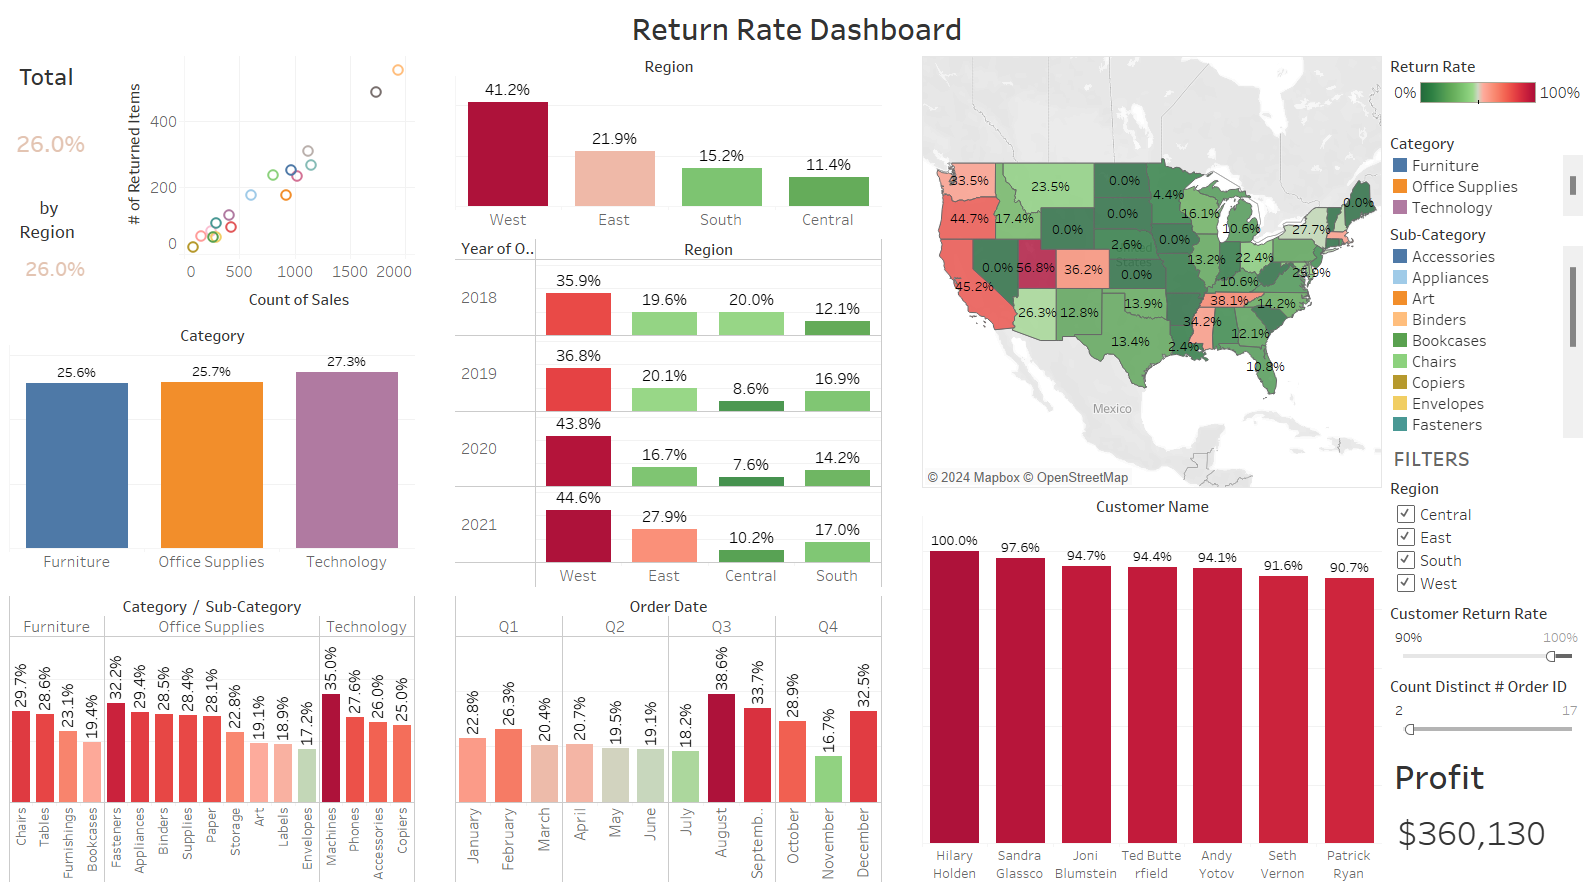 Return Rate Dashboard
Total
26.0%
by
Region
26.0%
# of Returned Items
400
200
0
0 500 1000 1500 2000
Count of Sales
Category
25.6% 25.7% 27.3%
Furniture Office Supplies Technology
Category / Sub-Category
Furniture Office Supplies Technology
29.7% 28.6% 23.1% 19.4% 32.2% 29.4% 28.5% 28.4% 28.1% 22.8% 19.1% 18.9% 17.2% 35.0% 27.6% 26.0% 25.0%
Chairs Tables Furnishings Bookcases Fasteners Appliances Binders Supplies Paper Storage Art Labels Envelopes Machines Phones Accessories Copiers
Region
41.2% 21.9% 15.2% 11.4%
West East South Central
Year of O.. Region
2018 35.9% 19.6% 20.0% 12.1%
2019 36.8% 20.1% 8.6% 16.9%
2020 43.8% 16.7% 7.6% 14.2%
2021 44.6% 27.9% 10.2% 17.0%
West East Central South
Order Date
Q1 Q2 Q3 Q4
22.8% 26.3% 20.4% 20.7% 19.5% 19.1% 18.2% 38.6% 33.7% 28.9% 16.7% 32.5%
January February March April May June July August Septemb.. October November December
33.5% 23.5% 0.0% 4.4% 0.0%
44.7% 17.4% 0.0% 16.1% 10.6% 27.7%
0.0% 2.6% 0.0% 13.2% 22.4%
0.0% 56.8% 36.2% 0.0% 10.6% 25.9%
45.2% 26.3% 12.8% 13.9% 38.1% 14.2%
13.4% 34.2% 12.1%
2.4% 10.8%
States
Mexico
© 2024 Mapbox © OpenStreetMap
Customer Name
100.0% 97.6% 94.7% 94.4% 94.1% 91.6% 90.7%
Hilary Sandra Joni Ted Butte Andy Seth Patrick
Holden Glassco Blumstein rfield Yotov Vernon Ryan
Return Rate
0% 100%
Category
Furniture
Office Supplies
Technology
Sub-Category
Accessories
Appliances
Art
Binders
Bookcases
Chairs
Copiers
Envelopes
Fasteners
FILTERS
Region
Central
East
South
West
Customer Return Rate
90% 100%
Count Distinct # Order ID
2 17
Profit
$360,130